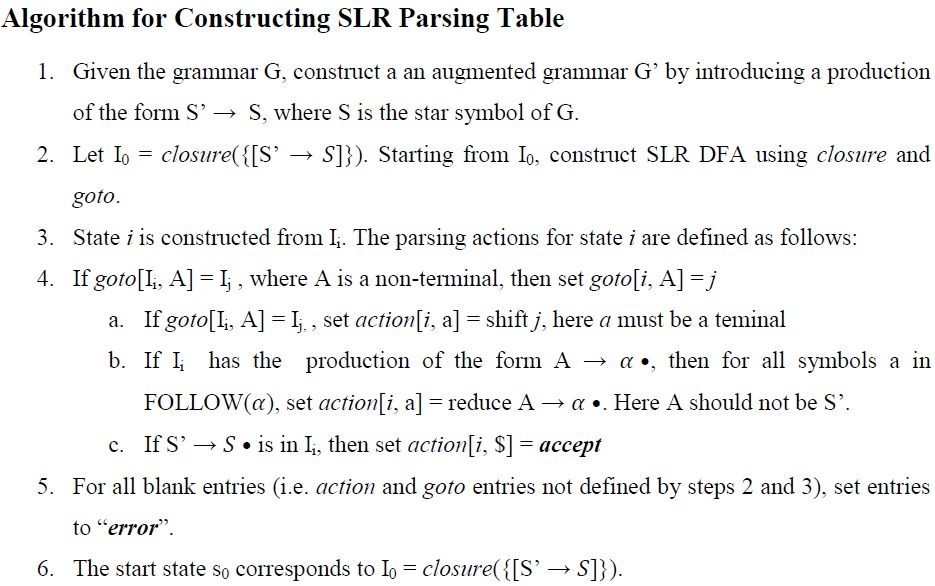 Algorithm for Constructing SLR Parsing Table
1. Given the grammar G, construct a an augmented grammar G’ by introducing a production
of the form S’ → S, where S is the star symbol of G.
2. Let I₀ = closure({[S’ → S]}). Starting from I₀, construct SLR DFA using closure and
goto.
3. State i is constructed from Iᵢ. The parsing actions for state i are defined as follows:
4. If goto[Iᵢ, A] = Iⱼ , where A is a non-terminal, then set goto[i, A] = j
a. If goto[Iᵢ, A] = Iⱼ. , set action[i, a] = shift j, here a must be a teminal
b. If Iᵢ has the production of the form A → α •, then for all symbols a in
FOLLOW(α), set action[i, a] = reduce A → α •. Here A should not be S’.
c. If S’ → S • is in Iᵢ, then set action[i, $] = accept
5. For all blank entries (i.e. action and goto entries not defined by steps 2 and 3), set entries
to “error”.
6. The start state s₀ corresponds to I₀ = closure({[S’ → S]}).